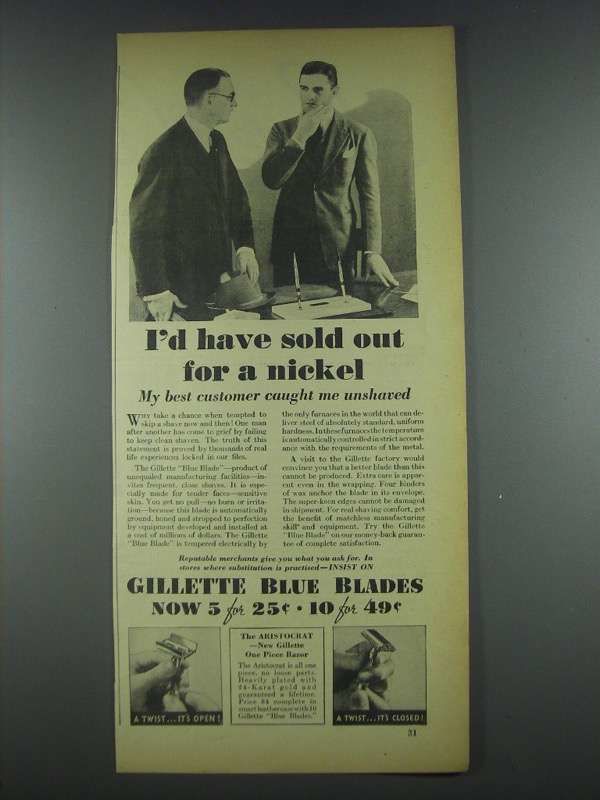 I'd have sold out
for a nickel
My best customer caught me unshaved
WHY take a chance when tempted to
skip a shave now and then? One man
after another has come to grief by failing
to keep clean shaven. The truth of this
statement is proved by thousands of real
life experiences locked in our files.
The Gillette "Blue Blade"—product of
unequaled manufacturing facilities—in-
vites frequent, close shaves. It is espe-
cially made for tender faces—sensitive
skin. You get no pull—no burn or irrita-
tion—because this blade is automatically
ground, honed and stropped to perfection
by equipment developed and installed at
a cost of millions of dollars. The Gillette
"Blue Blade" is tempered electrically by
the only furnaces in the world that can de-
liver steel of absolutely standard, uniform
hardness. In these furnaces the temperature
is automatically controlled in strict accord-
ance with the requirements of the metal.
A visit to the Gillette factory would
convince you that a better blade than this
cannot be produced. Extra care is appar-
ent even in the wrapping. Four binders
of wax anchor the blade in its envelope.
The super-keen edges cannot be damaged
in shipment. For real shaving comfort, get
the benefit of matchless manufacturing
skill and equipment. Try the Gillette
"Blue Blade" on our money-back guaran-
tee of complete satisfaction.
Reputable merchants give you what you ask for. In
stores where substitution is practised—INSIST ON
GILLETTE BLUE BLADES
NOW 5 for 25¢ • 10 for 49¢
A TWIST...IT'S OPEN!
The ARISTOCRAT
—New Gillette
One Piece Razor
The Aristocrat is all one
piece, no loose parts.
Heavily plated with
24-Karat gold and
guaranteed a lifetime.
Price $4 complete in
smart leather case with 10
Gillette "Blue Blades."
A TWIST...IT'S CLOSED!
31